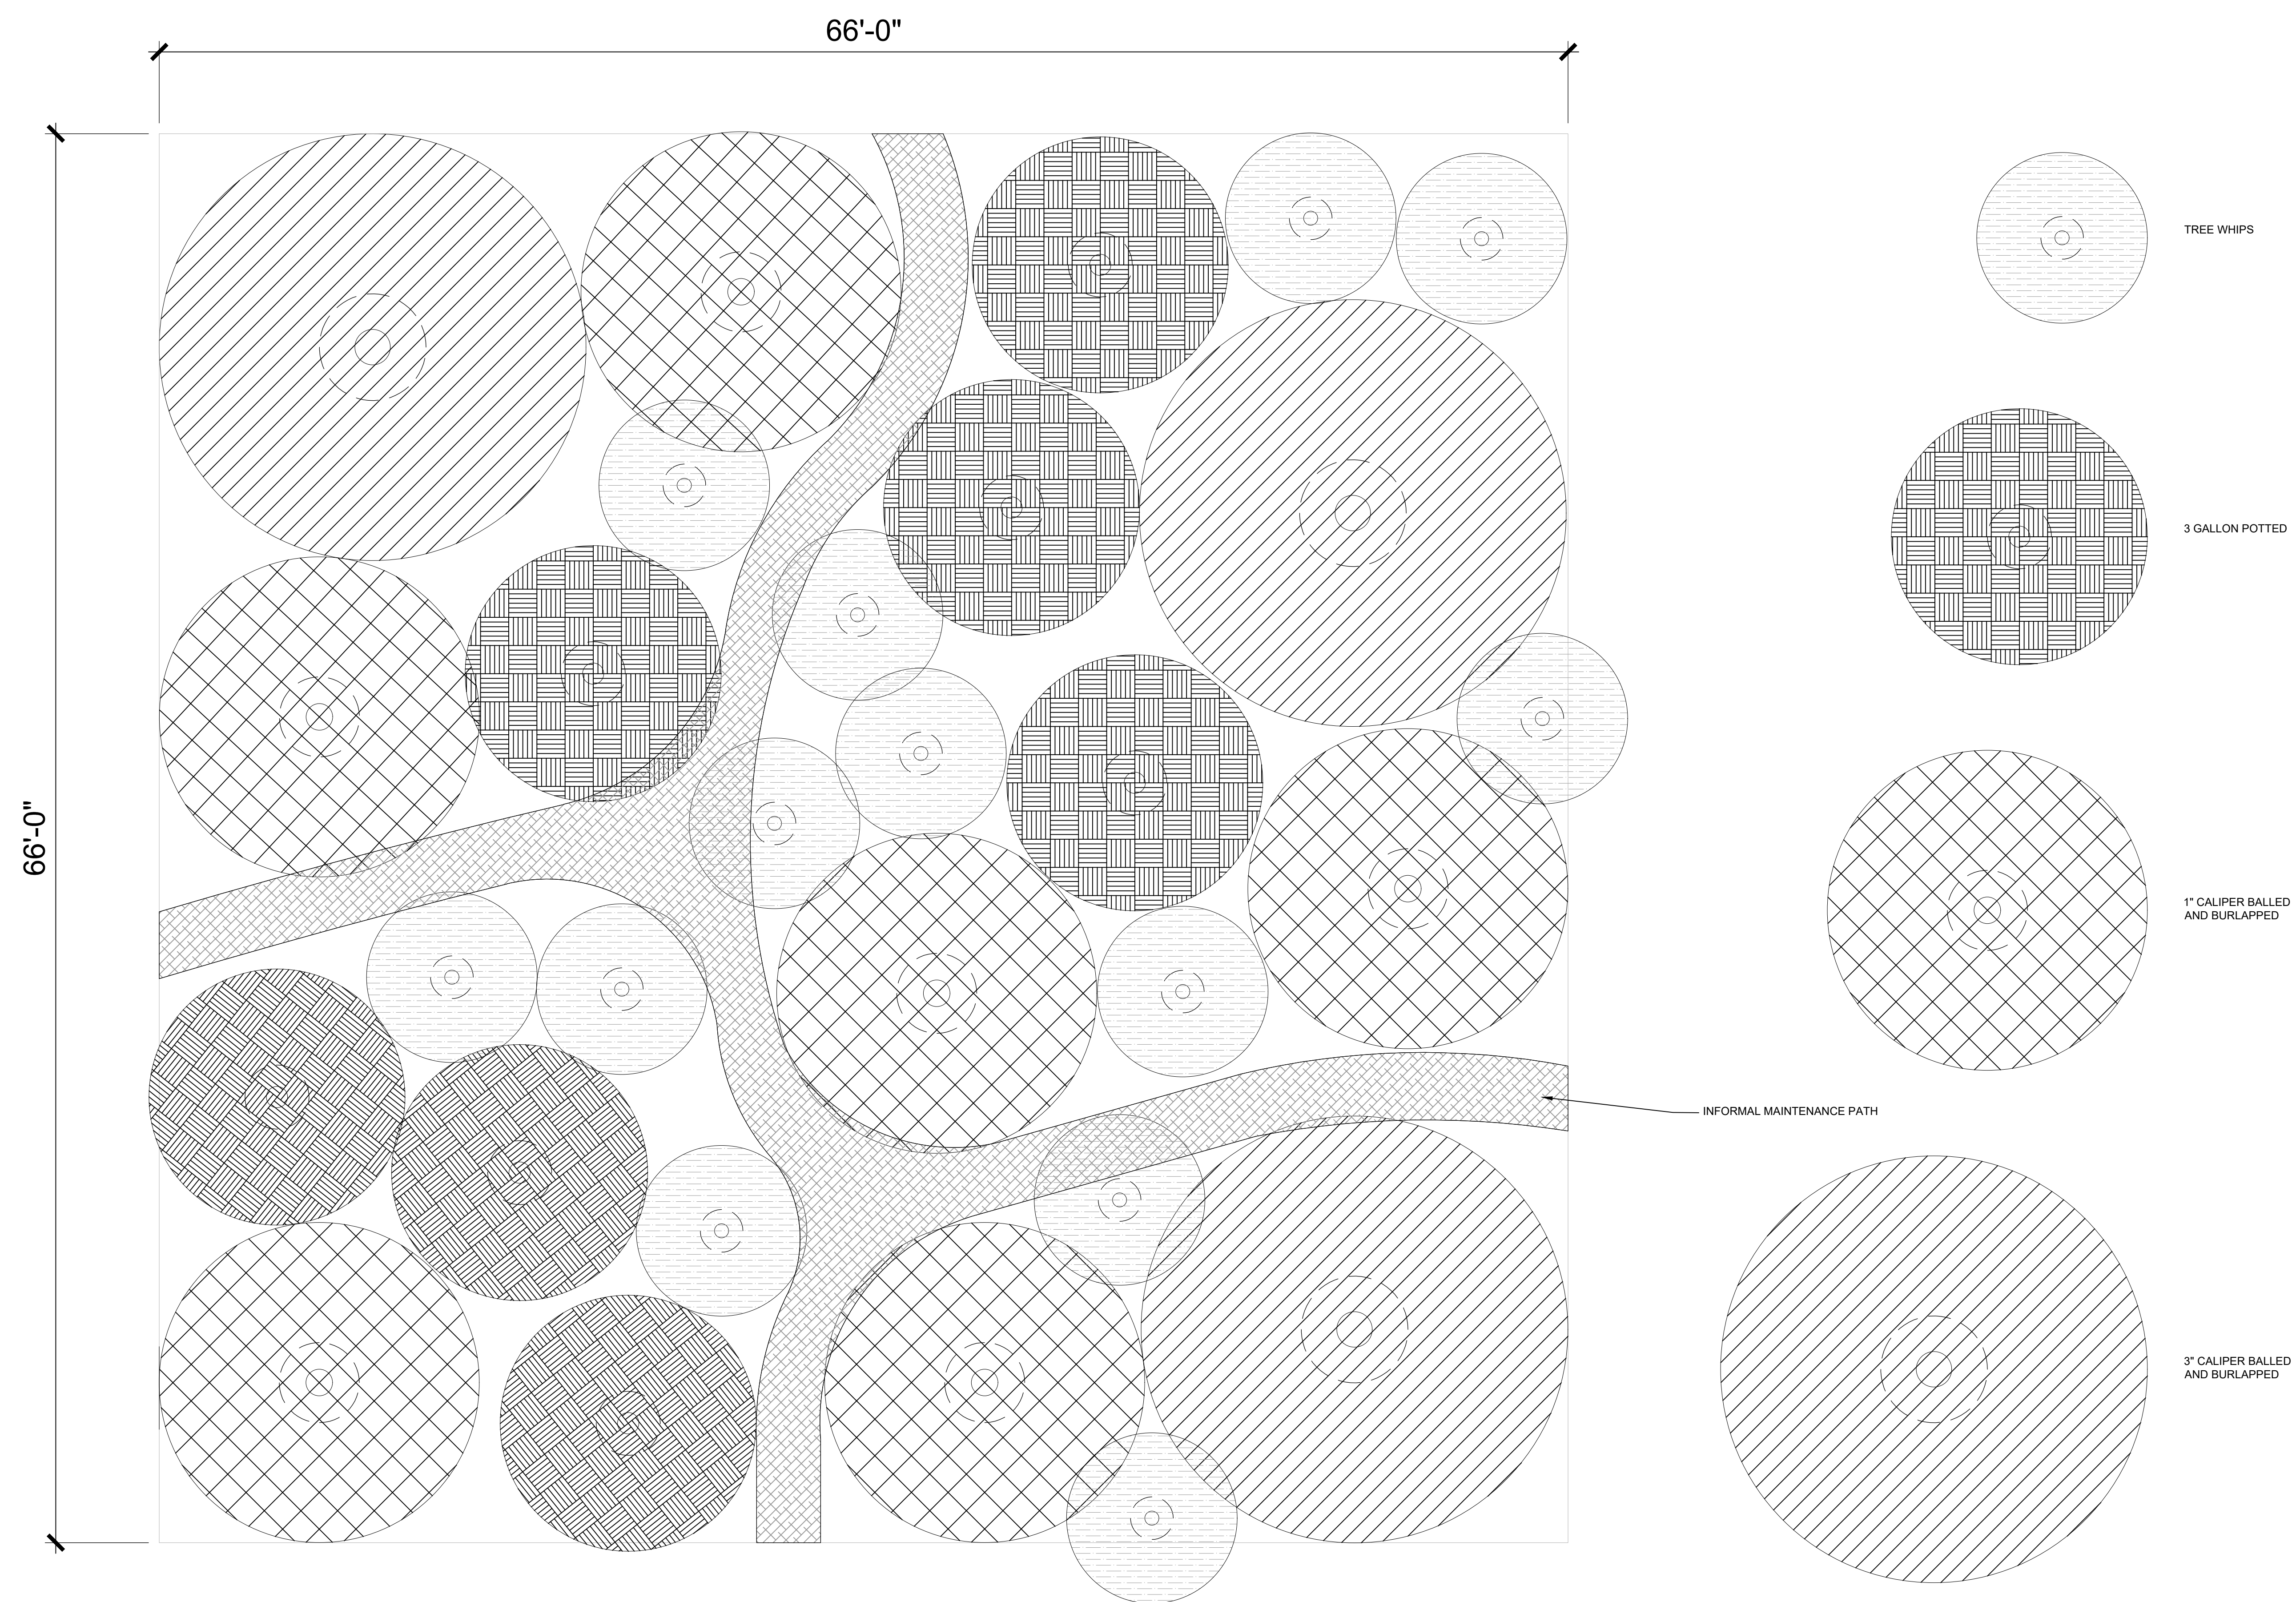 66'-0"
66'-0"
TREE WHIPS
3 GALLON POTTED
1" CALIPER BALLED
AND BURLAPPED
INFORMAL MAINTENANCE PATH
3" CALIPER BALLED
AND BURLAPPED